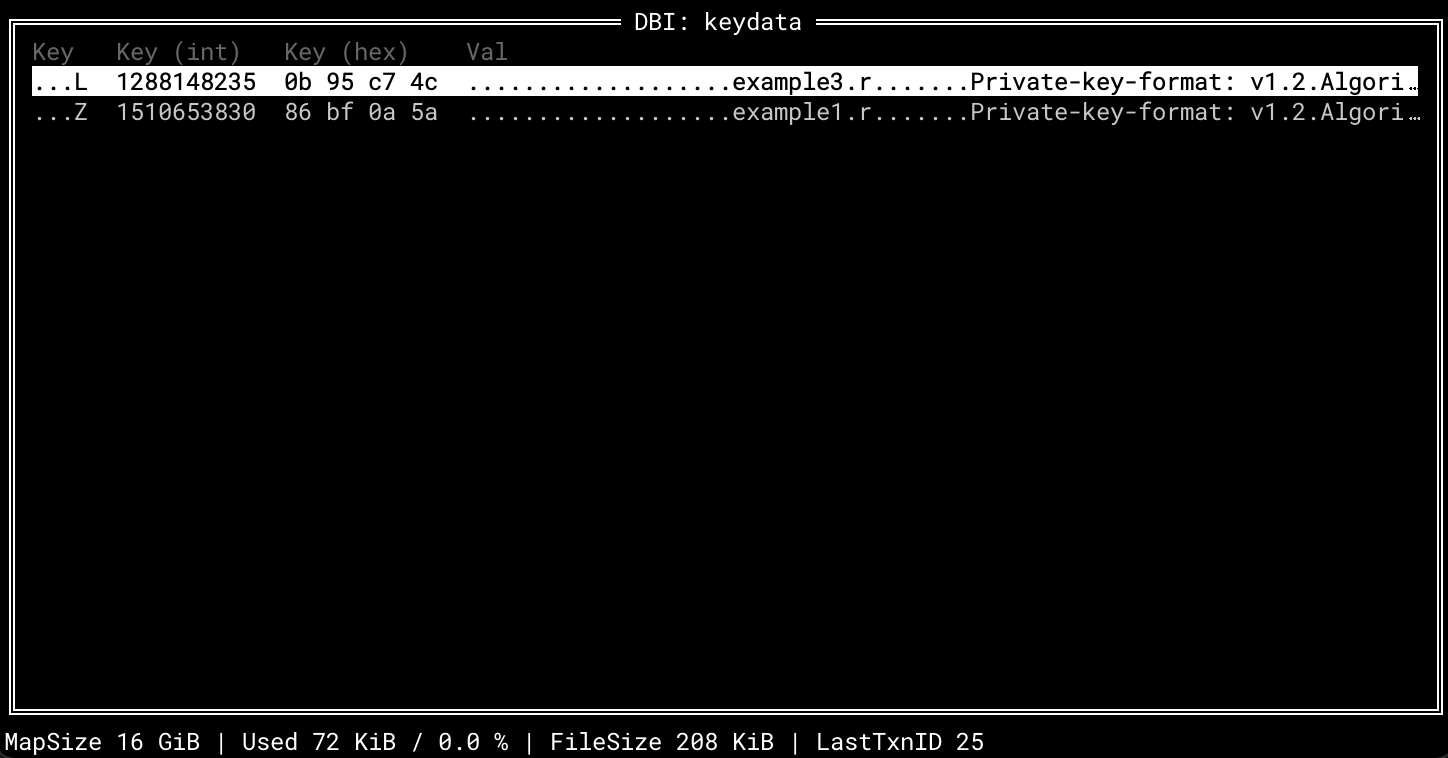 DBI: keydata
Key Key (int) Key (hex) Val
...L 1288148235 0b 95 c7 4c ...................example3.r.......Private-key-format: v1.2.Algori…
...Z 1510653830 86 bf 0a 5a ...................example1.r.......Private-key-format: v1.2.Algori…
MapSize 16 GiB | Used 72 KiB / 0.0 % | FileSize 208 KiB | LastTxnID 25